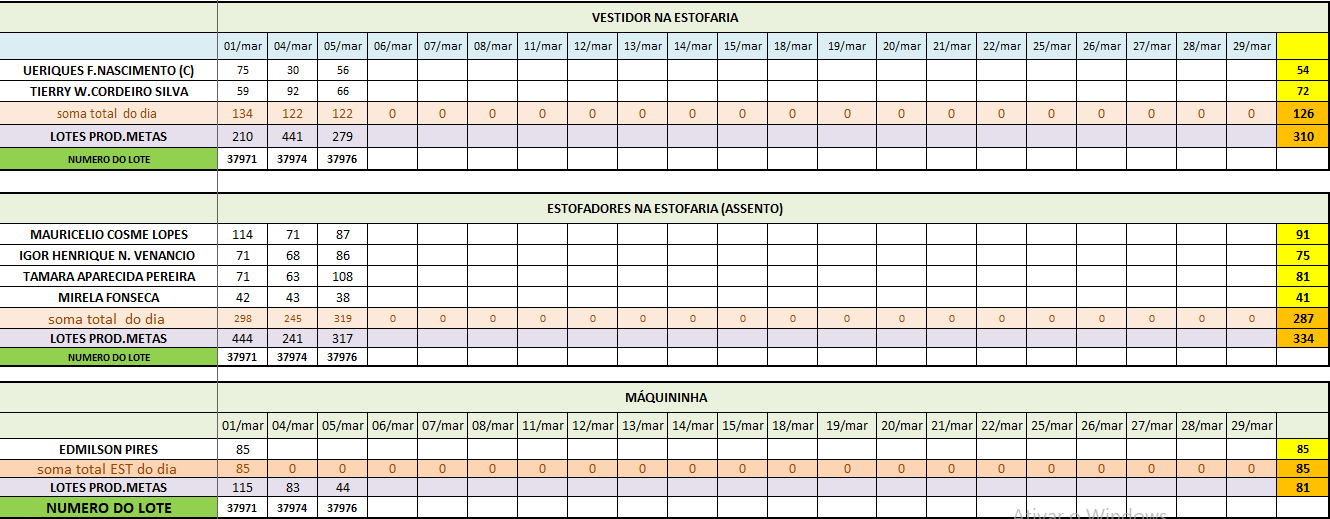 VESTIDOR NA ESTOFARIA
01/mar 04/mar 05/mar 06/mar 07/mar 08/mar 11/mar 12/mar 13/mar 14/mar 15/mar 18/mar 19/mar 20/mar 21/mar 22/mar 25/mar 26/mar 27/mar 28/mar 29/mar
UERIQUES F.NASCIMENTO (C) 75 30 56 54
TIERRY W.CORDEIRO SILVA 59 92 66 72
soma total do dia 134 122 122 0 0 0 0 0 0 0 0 0 0 0 0 0 0 0 0 0 0 126
LOTES PROD.METAS 210 441 279 310
NUMERO DO LOTE 37971 37974 37976
ESTOFADORES NA ESTOFARIA (ASSENTO)
MAURICELIO COSME LOPES 114 71 87 91
IGOR HENRIQUE N. VENANCIO 71 68 86 75
TAMARA APARECIDA PEREIRA 71 63 108 81
MIRELA FONSECA 42 43 38 41
soma total do dia 298 245 319 0 0 0 0 0 0 0 0 0 0 0 0 0 0 0 0 0 0 287
LOTES PROD.METAS 444 241 317 334
NUMERO DO LOTE 37971 37974 37976
MÁQUININHA
01/mar 04/mar 05/mar 06/mar 07/mar 08/mar 11/mar 12/mar 13/mar 14/mar 15/mar 18/mar 19/mar 20/mar 21/mar 22/mar 25/mar 26/mar 27/mar 28/mar 29/mar
EDMILSON PIRES 85 85
soma total EST do dia 85 0 0 0 0 0 0 0 0 0 0 0 0 0 0 0 0 0 0 0 0 85
LOTES PROD.METAS 115 83 44 81
NUMERO DO LOTE 37971 37974 37976
Ativar o Windows